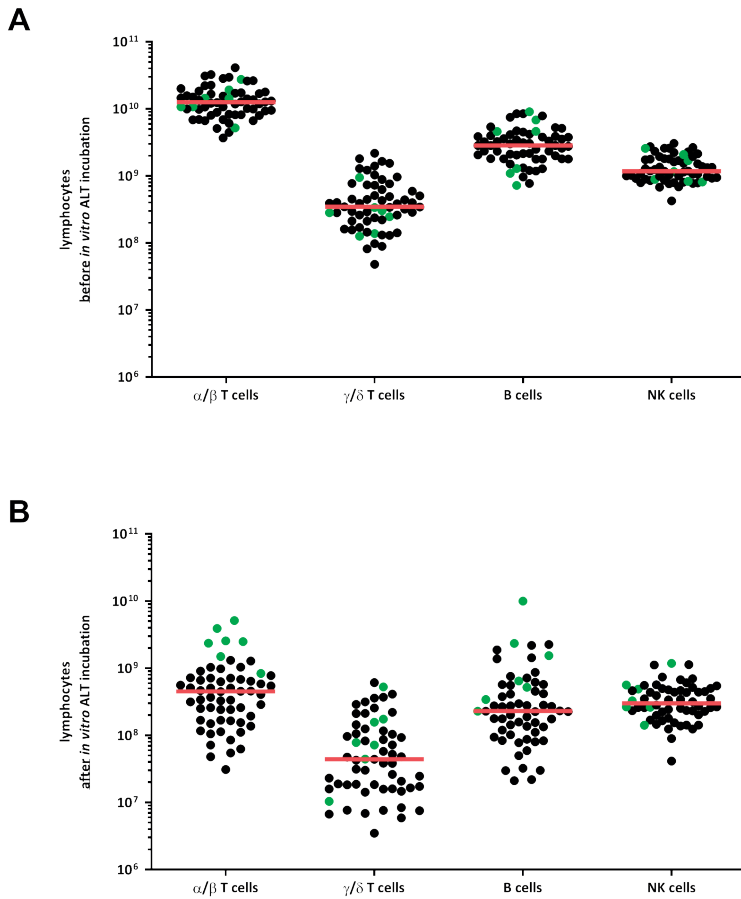 A
lymphocytes
before in vitro ALT incubation
10^11
10^10
10^9
10^8
10^7
10^6
α/β T cells
γ/δ T cells
B cells
NK cells
B
lymphocytes
after in vitro ALT incubation
10^11
10^10
10^9
10^8
10^7
10^6
α/β T cells
γ/δ T cells
B cells
NK cells